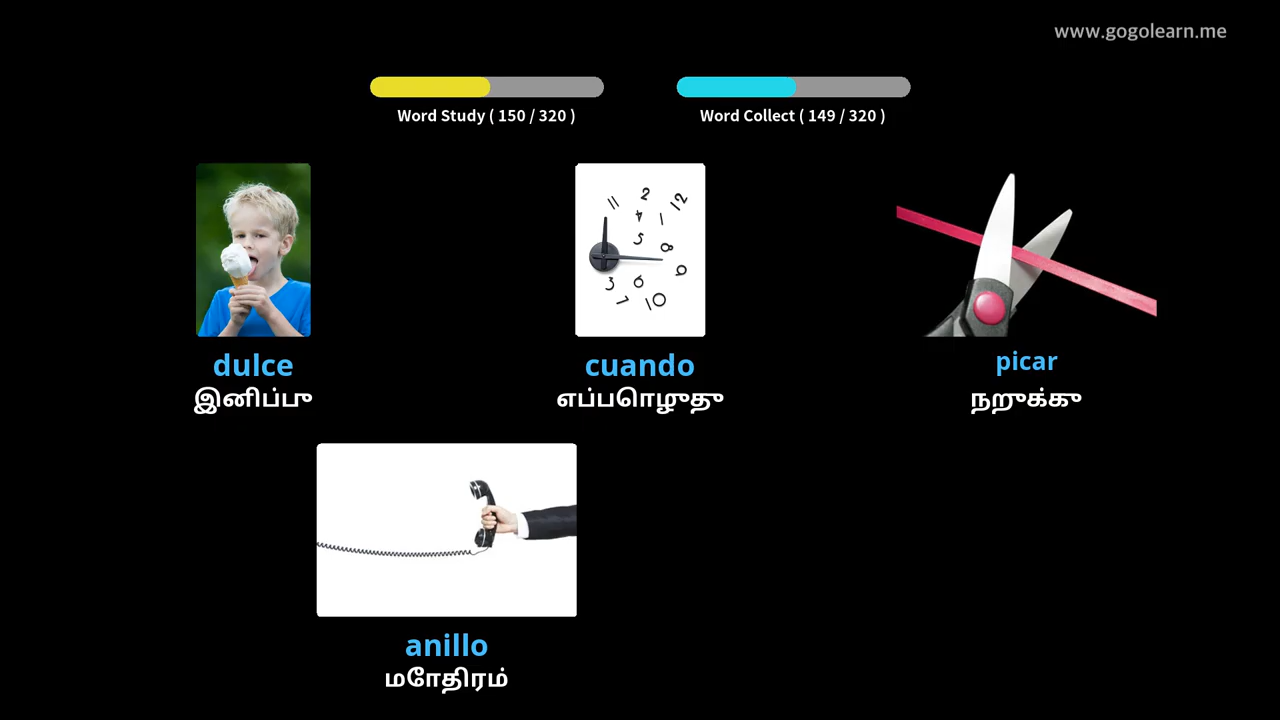 www.gogolearn.me
Word Study ( 150 / 320 )
Word Collect ( 149 / 320 )
dulce
இனிப்பு
cuando
எப்பொழுது
picar
நறுக்கு
anillo
மோதிரம்